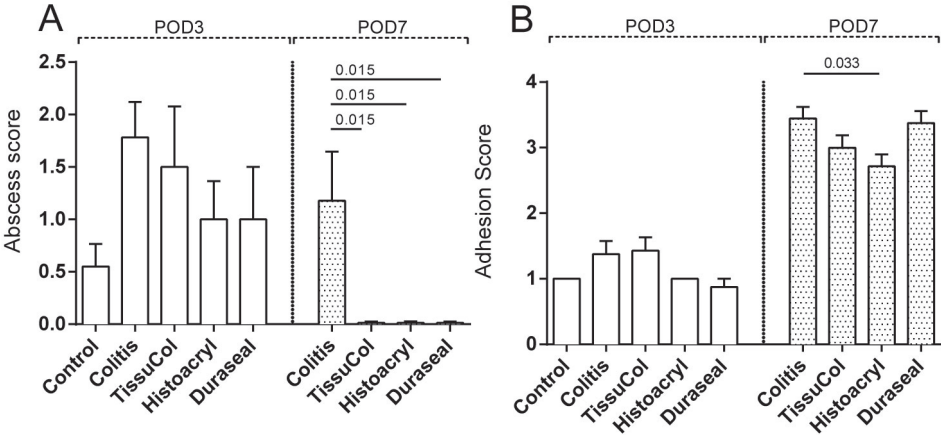 A
POD3
POD7
Abscess score
2.5
2.0
1.5
1.0
0.5
0.0
0.015
0.015
0.015
Control
Colitis
TissuCol
Histoacryl
Duraseal
Colitis
TissuCol
Histoacryl
Duraseal
B
POD3
POD7
Adhesion Score
4
3
2
1
0
0.033
Control
Colitis
TissuCol
Histoacryl
Duraseal
Colitis
TissuCol
Histoacryl
Duraseal